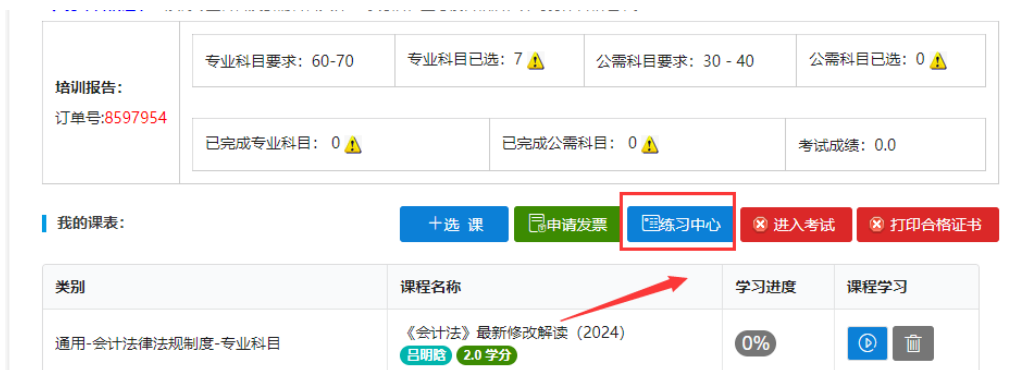 专业科目要求：60-70 专业科目已选：7 公需科目要求：30 - 40 公需科目已选：0
培训报告：
订单号:8597954
已完成专业科目： 0 已完成公需科目： 0 考试成绩：0.0
我的课表： ＋选 课 申请发票 练习中心 进入考试 打印合格证书
类别 课程名称 学习进度 课程学习
《会计法》最新修改解读（2024）
通用-会计法律法规制度-专业科目 0%
吕明晗 2.0 学分